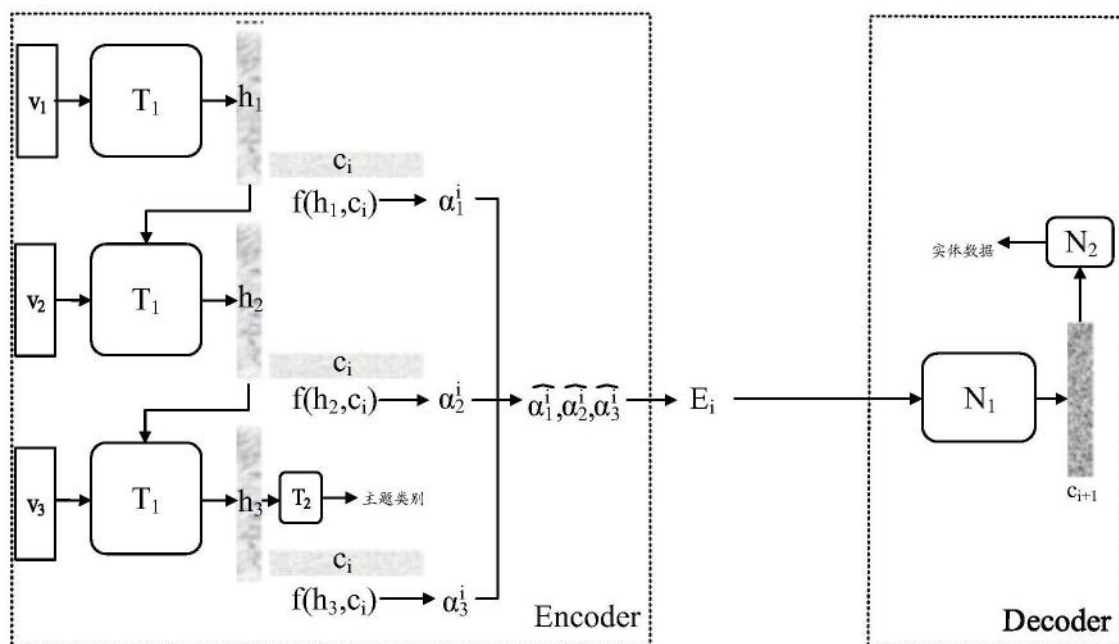 v₁
T₁
h₁
cᵢ
f(h₁,cᵢ)
α₁ⁱ
v₂
T₁
h₂
cᵢ
f(h₂,cᵢ)
α₂ⁱ
α̂₁ⁱ,α̂₂ⁱ,α̂₃ⁱ
Eᵢ
v₃
T₁
h₃
T₂
主题类别
cᵢ
f(h₃,cᵢ)
α₃ⁱ
Encoder
实体数据
N₂
N₁
cᵢ₊₁
Decoder